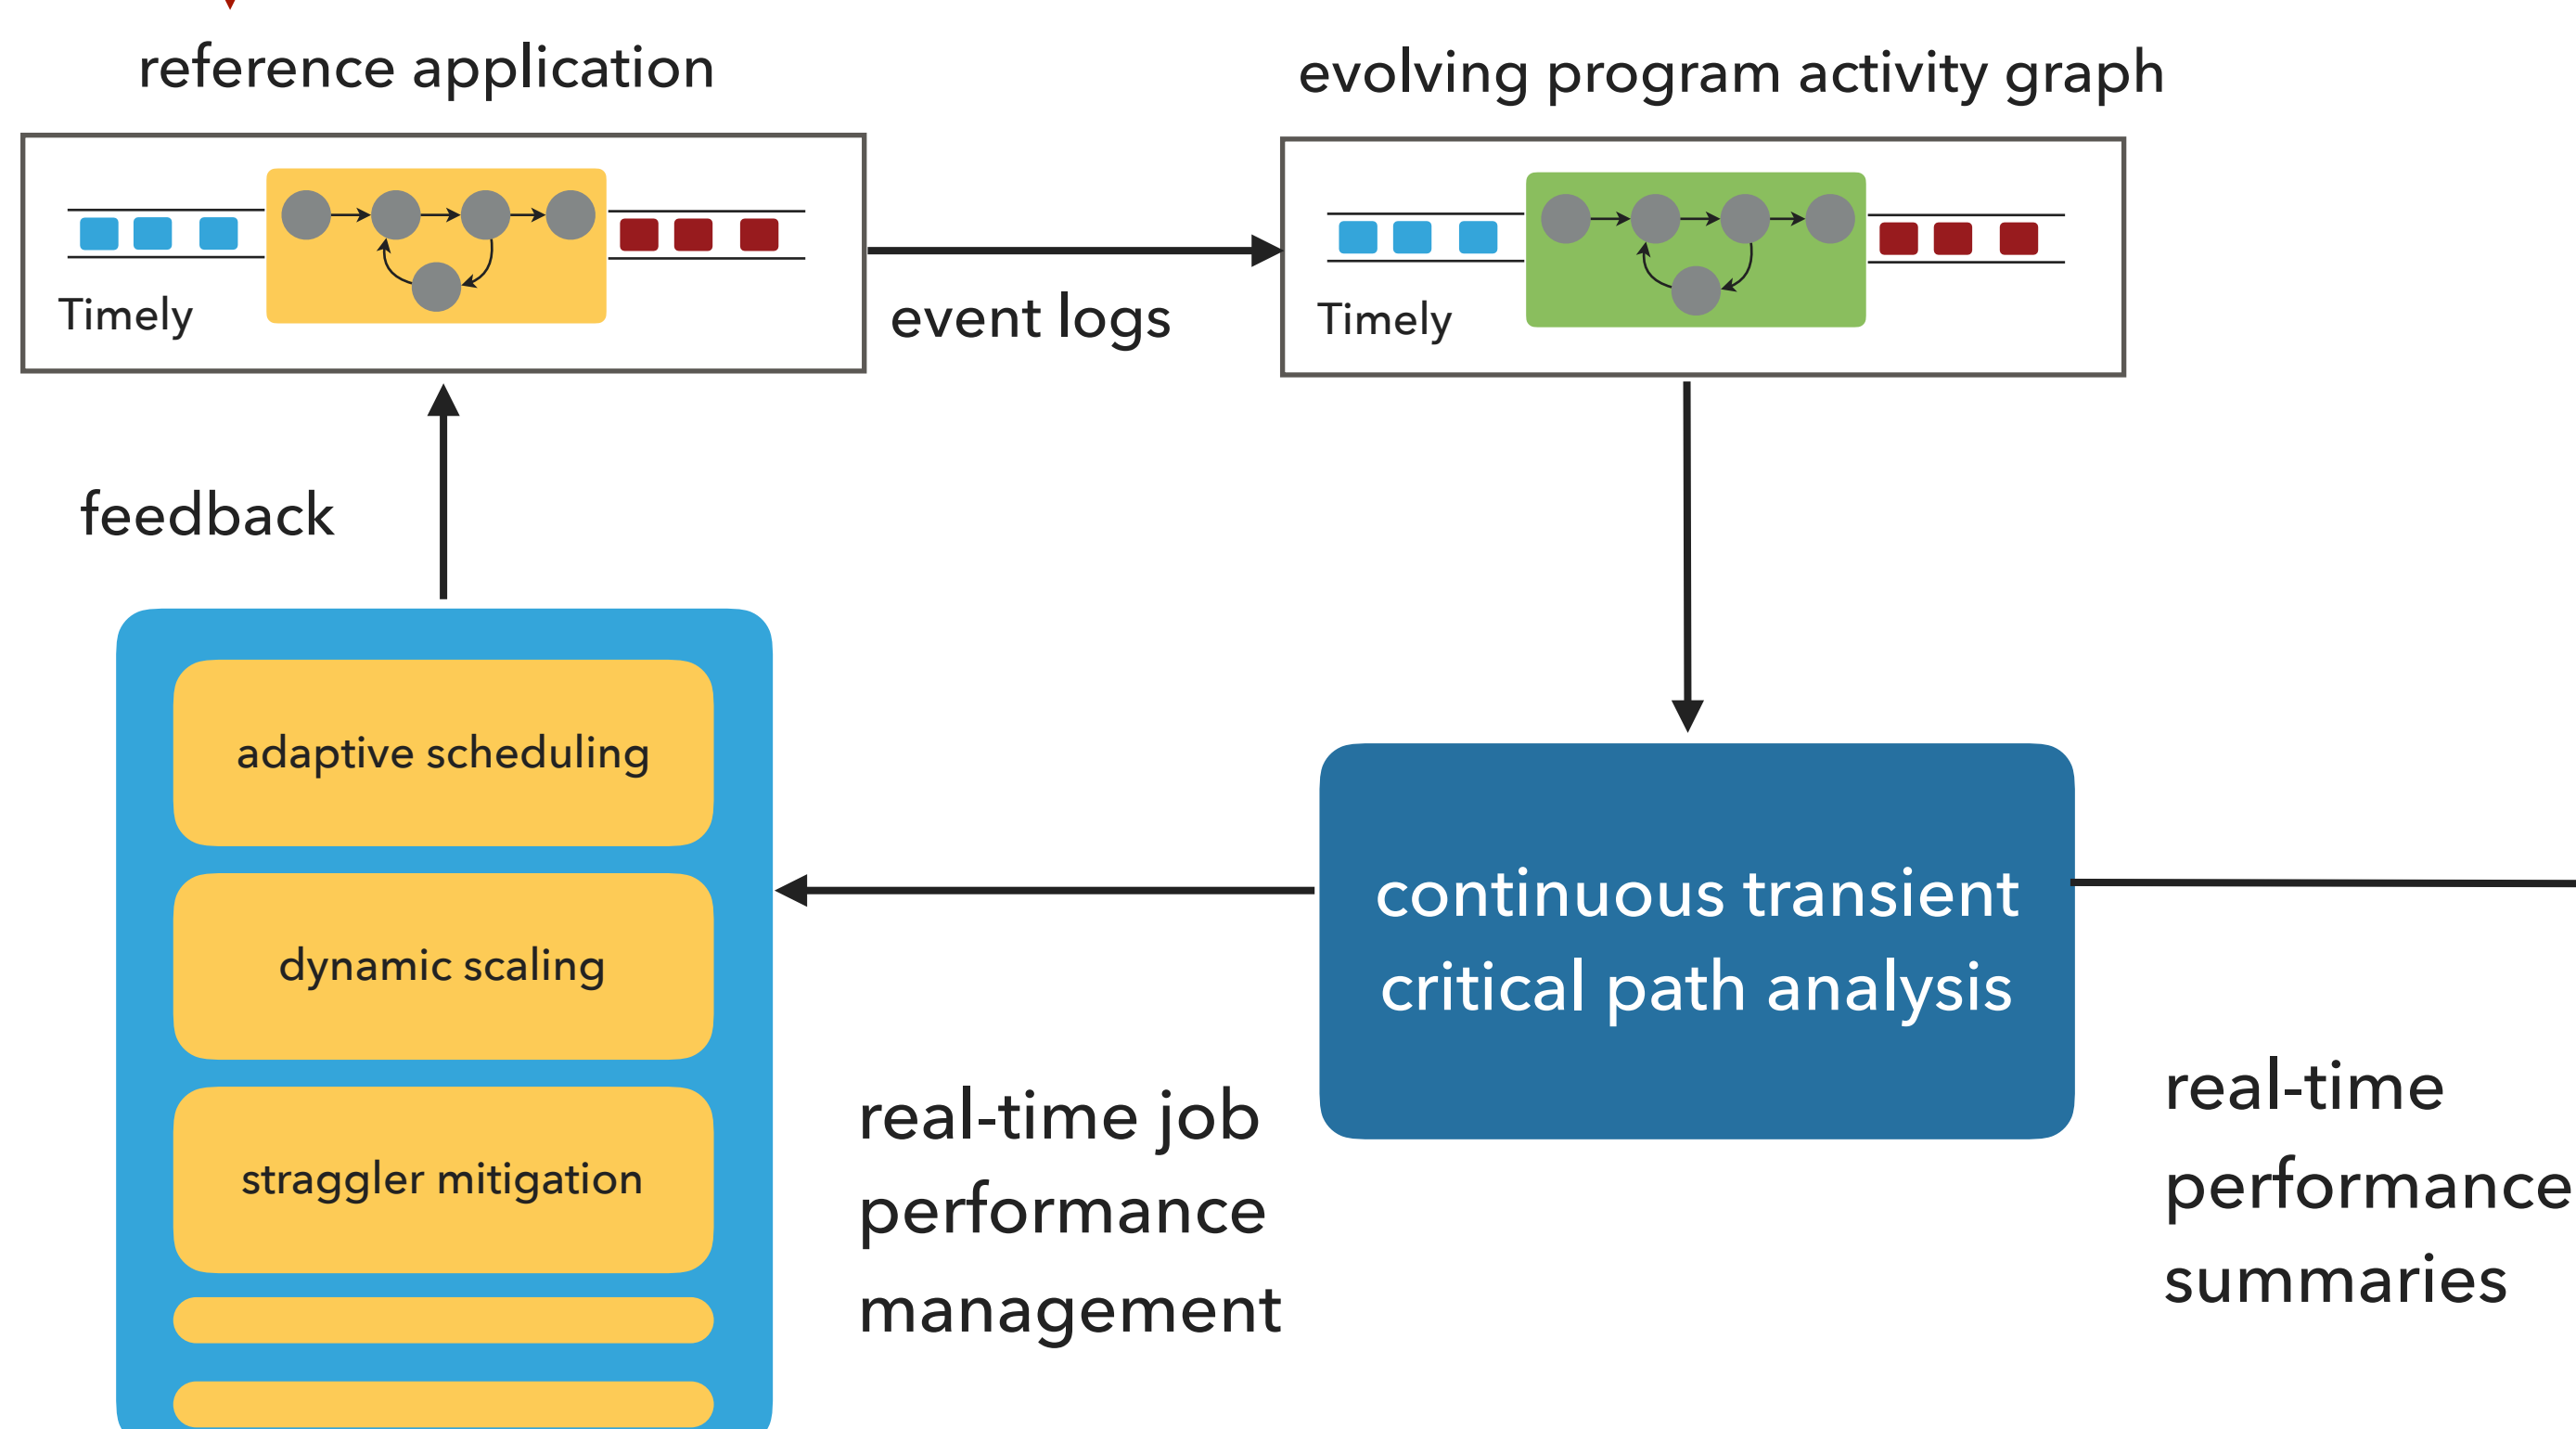 reference application
evolving program activity graph
Timely
event logs
Timely
feedback
adaptive scheduling
dynamic scaling
straggler mitigation
continuous transient
critical path analysis
real-time job
performance
management
real-time
performance
summaries